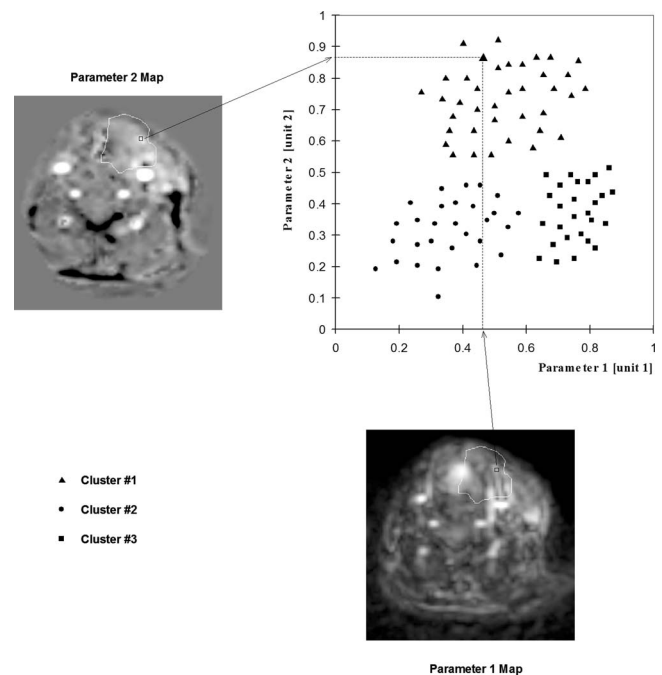 Parameter 2 Map
1
0.9
0.8
0.7
0.6
0.5
0.4
0.3
0.2
0.1
0
Parameter 2 [unit 2]
0 0.2 0.4 0.6 0.8 1
Parameter 1 [unit 1]
Cluster #1
Cluster #2
Cluster #3
Parameter 1 Map